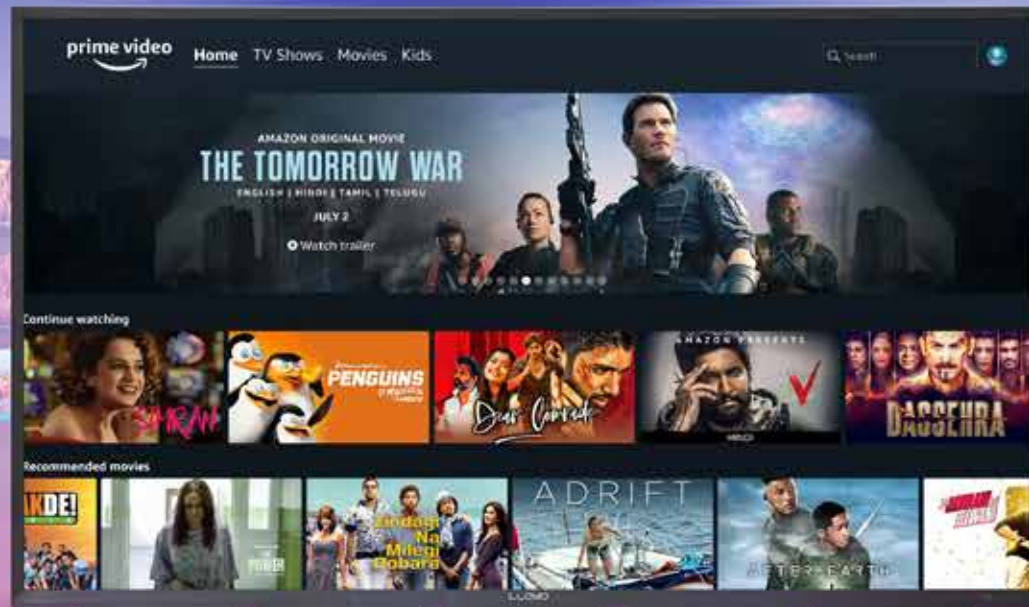 prime video
Home TV Shows Movies Kids
Search
AMAZON ORIGINAL MOVIE
THE TOMORROW WAR
ENGLISH | HINDI | TAMIL | TELUGU
JULY 2
Watch trailer
Continue watching
SIMRAN
PENGUINS
Dear Comrade
AMAZON PRESENTS
V
DASSEHRA
Recommended movies
POWER
Zindagi
Na
Milegi
Dobara
ADRIFT
AFTER EARTH
LLOYD